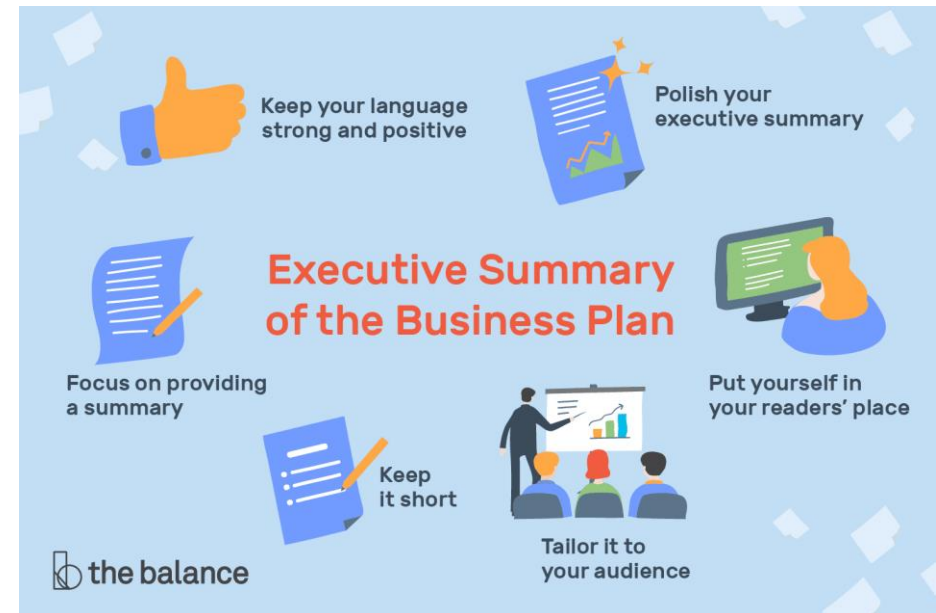 Keep your language
strong and positive
Polish your
executive summary
Executive Summary
of the Business Plan
Focus on providing
a summary
Put yourself in
your readers’ place
Keep
it short
Tailor it to
your audience
the balance